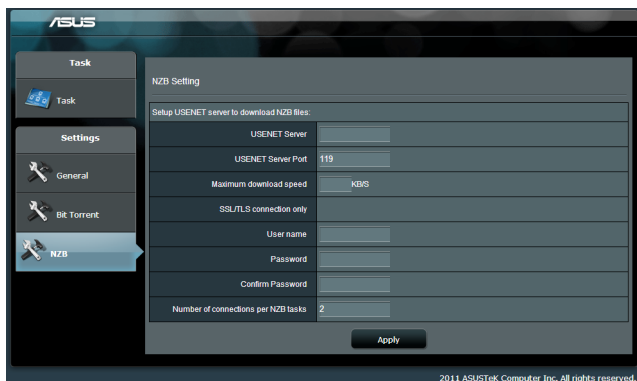 ASUS
Task
Task
Settings
General
Bit Torrent
NZB
NZB Setting
Setup USENET server to download NZB files:
USENET Server
USENET Server Port 119
Maximum download speed KB/S
SSL/TLS connection only
User name
Password
Confirm Password
Number of connections per NZB tasks 2
Apply
2011 ASUSTeK Computer Inc. All rights reserved.